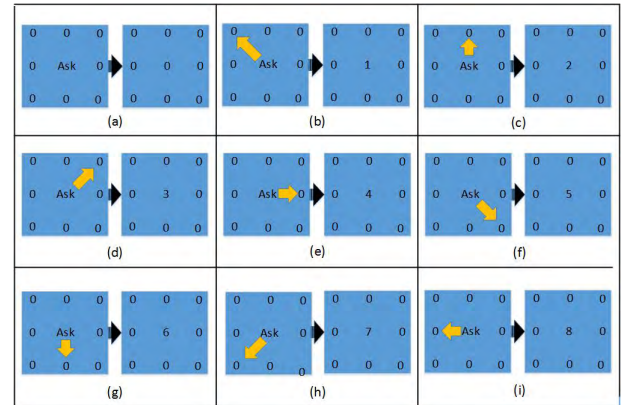 0 0 0 0 0 0
0 Ask 0 0 0 0
0 0 0 0 0 0
(a)
0 0 0 0 0 0
0 Ask 0 0 1 0
0 0 0 0 0 0
(b)
0 0 0 0 0 0
0 Ask 0 0 2 0
0 0 0 0 0 0
(c)
0 0 0 0 0 0
0 Ask 0 0 3 0
0 0 0 0 0 0
(d)
0 0 0 0 0 0
0 Ask 0 0 4 0
0 0 0 0 0 0
(e)
0 0 0 0 0 0
0 Ask 0 0 5 0
0 0 0 0 0 0
(f)
0 0 0 0 0 0
0 Ask 0 0 6 0
0 0 0 0 0 0
(g)
0 0 0 0 0 0
0 Ask 0 0 7 0
0 0 0 0 0 0
(h)
0 0 0 0 0 0
0 Ask 0 0 8 0
0 0 0 0 0 0
(i)